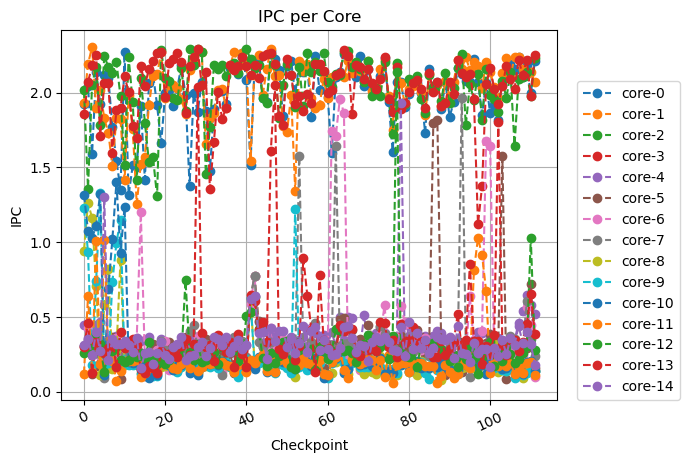 IPC per Core
IPC
2.0
1.5
1.0
0.5
0.0
0
20
40
60
80
100
Checkpoint
core-0
core-1
core-2
core-3
core-4
core-5
core-6
core-7
core-8
core-9
core-10
core-11
core-12
core-13
core-14